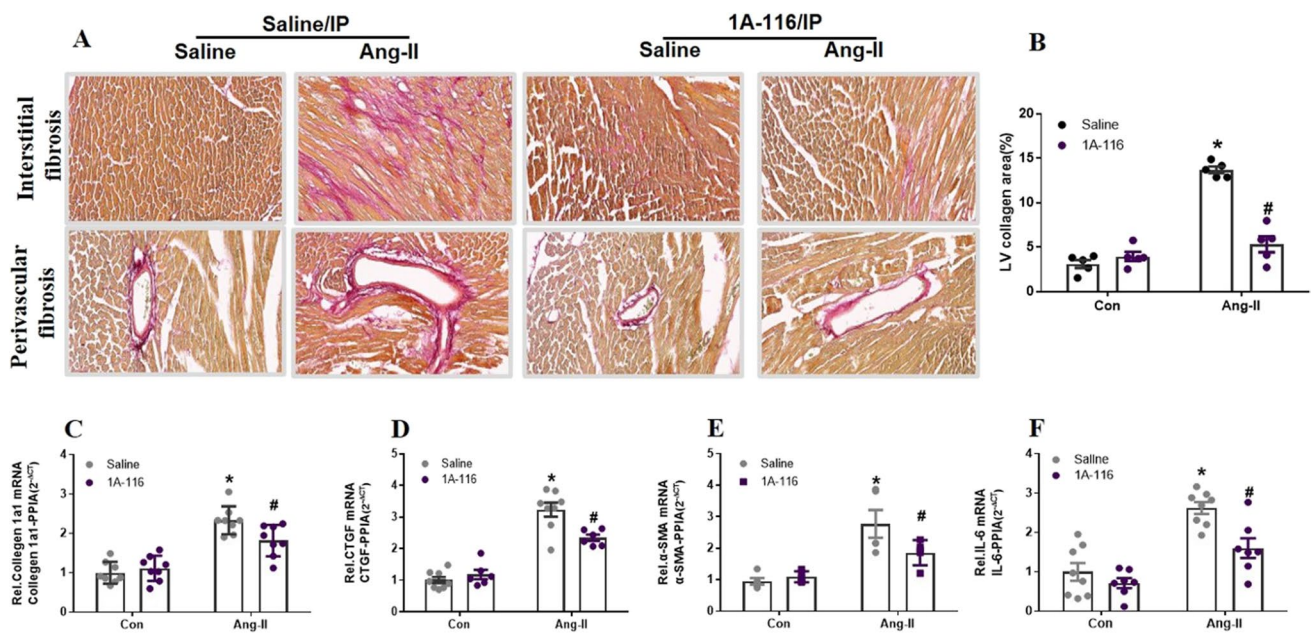 A
Saline/IP
1A-116/IP
Saline
Ang-II
Saline
Ang-II
Interstitial
fibrosis
Perivascular
fibrosis
B
LV collagen area(%)
20
15
10
5
0
Saline
1A-116
*
#
Con
Ang-II
C
Rel.Collegen 1a1 mRNA
Collegen 1a1-PPIA(2⁻ᐃCT)
4
3
2
1
0
Saline
1A-116
*
#
Con
Ang-II
D
Rel.CTGF mRNA
CTGF-PPIA(2⁻ᐃCT)
5
4
3
2
1
0
Saline
1A-116
*
#
Con
Ang-II
E
Rel.α-SMA mRNA
α-SMA-PPIA(2⁻ᐃCT)
5
4
3
2
1
0
Saline
1A-116
*
#
Con
Ang-II
F
Rel.IL-6 mRNA
IL-6-PPIA(2⁻ᐃCT)
4
3
2
1
0
Saline
1A-116
*
#
Con
Ang-II